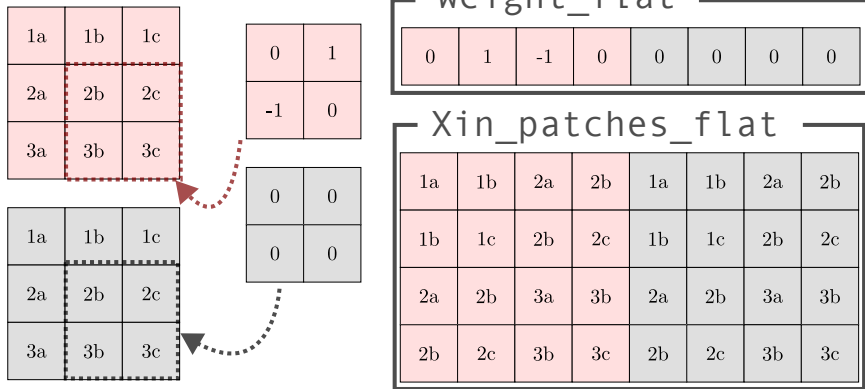 1a 1b 1c
2a 2b 2c
3a 3b 3c
0 1
-1 0
1a 1b 1c
2a 2b 2c
3a 3b 3c
0 0
0 0
Weight_flat
0 1 -1 0 0 0 0 0
Xin_patches_flat
1a 1b 2a 2b 1a 1b 2a 2b
1b 1c 2b 2c 1b 1c 2b 2c
2a 2b 3a 3b 2a 2b 3a 3b
2b 2c 3b 3c 2b 2c 3b 3c